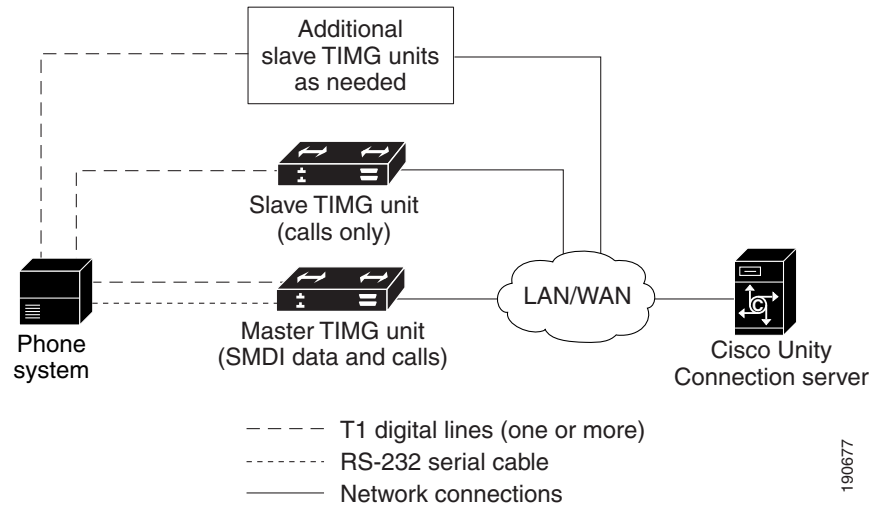 Additional
slave TIMG units
as needed
Slave TIMG unit
(calls only)
LAN/WAN
Phone
system
Master TIMG unit
(SMDI data and calls)
Cisco Unity
Connection server
T1 digital lines (one or more)
RS-232 serial cable
Network connections
190677